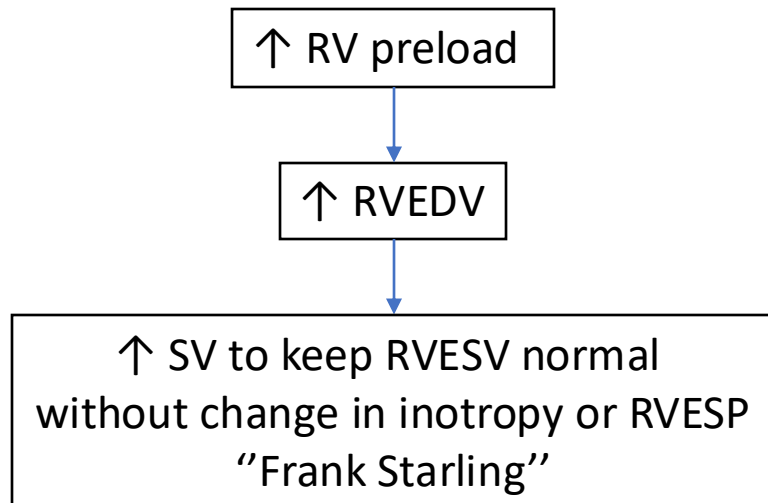 ↑ RV preload
↑ RVEDV
↑ SV to keep RVESV normal
without change in inotropy or RVESP
‘’Frank Starling’’